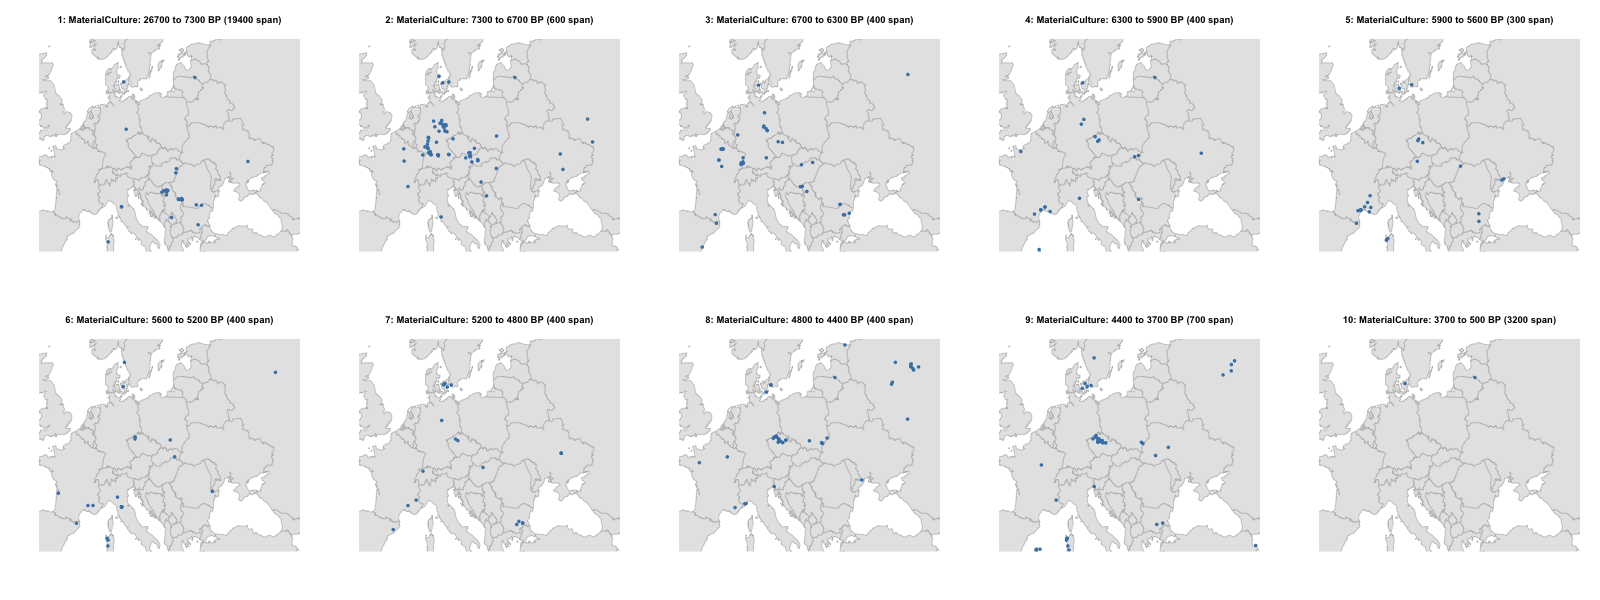 1: MaterialCulture: 26700 to 7300 BP (19400 span)
2: MaterialCulture: 7300 to 6700 BP (600 span)
3: MaterialCulture: 6700 to 6300 BP (400 span)
4: MaterialCulture: 6300 to 5900 BP (400 span)
5: MaterialCulture: 5900 to 5600 BP (300 span)
6: MaterialCulture: 5600 to 5200 BP (400 span)
7: MaterialCulture: 5200 to 4800 BP (400 span)
8: MaterialCulture: 4800 to 4400 BP (400 span)
9: MaterialCulture: 4400 to 3700 BP (700 span)
10: MaterialCulture: 3700 to 500 BP (3200 span)